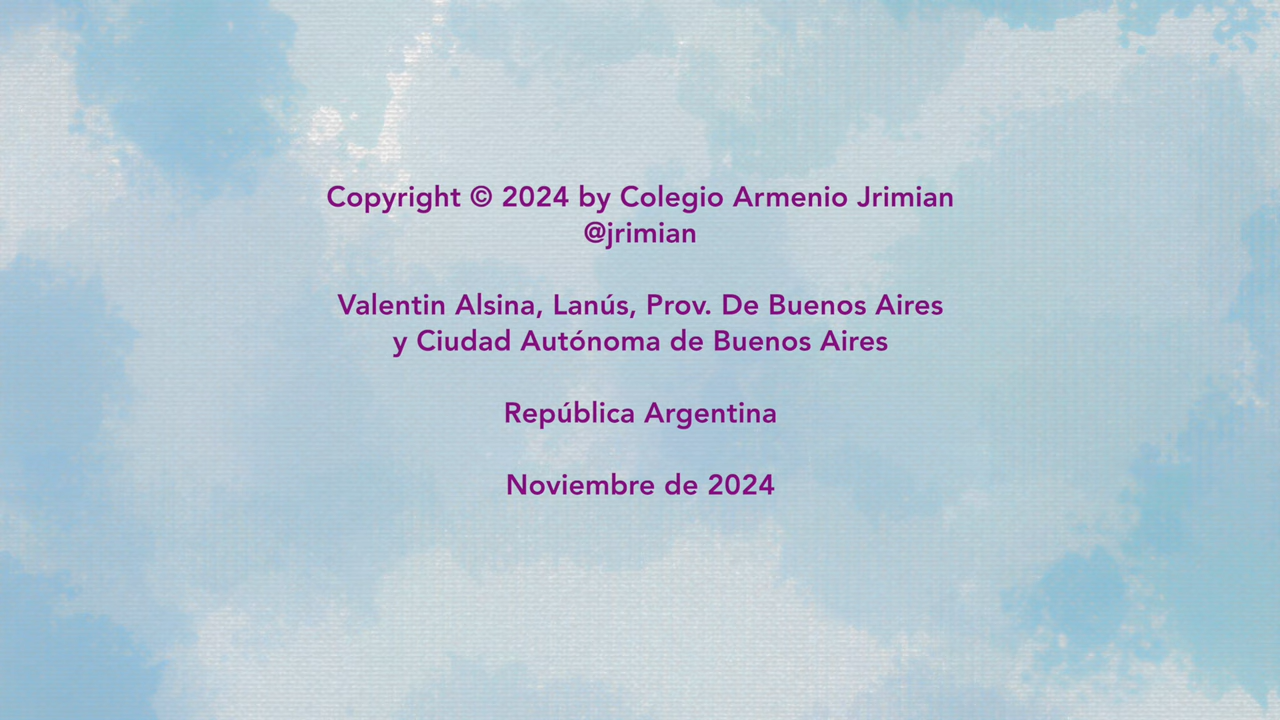 Copyright © 2024 by Colegio Armenio Jrimian
@jrimian
Valentin Alsina, Lanús, Prov. De Buenos Aires
y Ciudad Autónoma de Buenos Aires
República Argentina
Noviembre de 2024